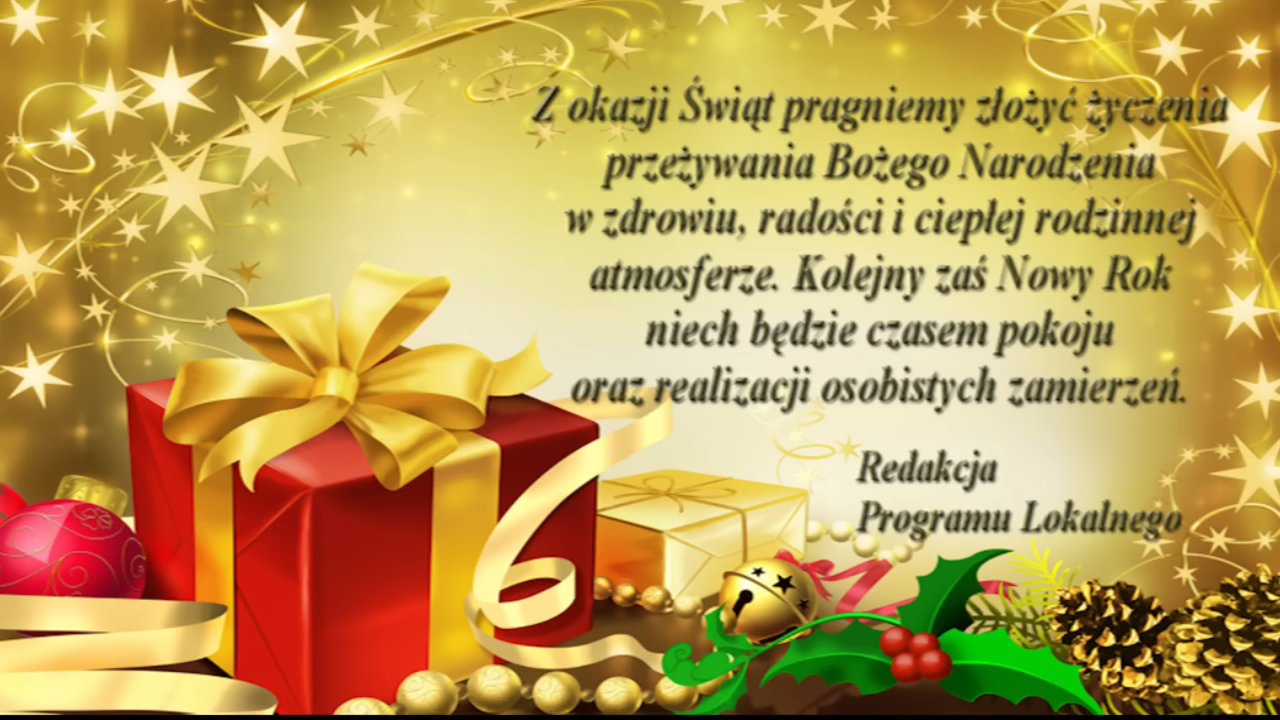 Z okazji Świąt pragniemy złożyć życzenia
przeżywania Bożego Narodzenia
w zdrowiu, radości i ciepłej rodzinnej
atmosferze. Kolejny zaś Nowy Rok
niech będzie czasem pokoju
oraz realizacji osobistych zamierzeń.
Redakcja
Programu Lokalnego